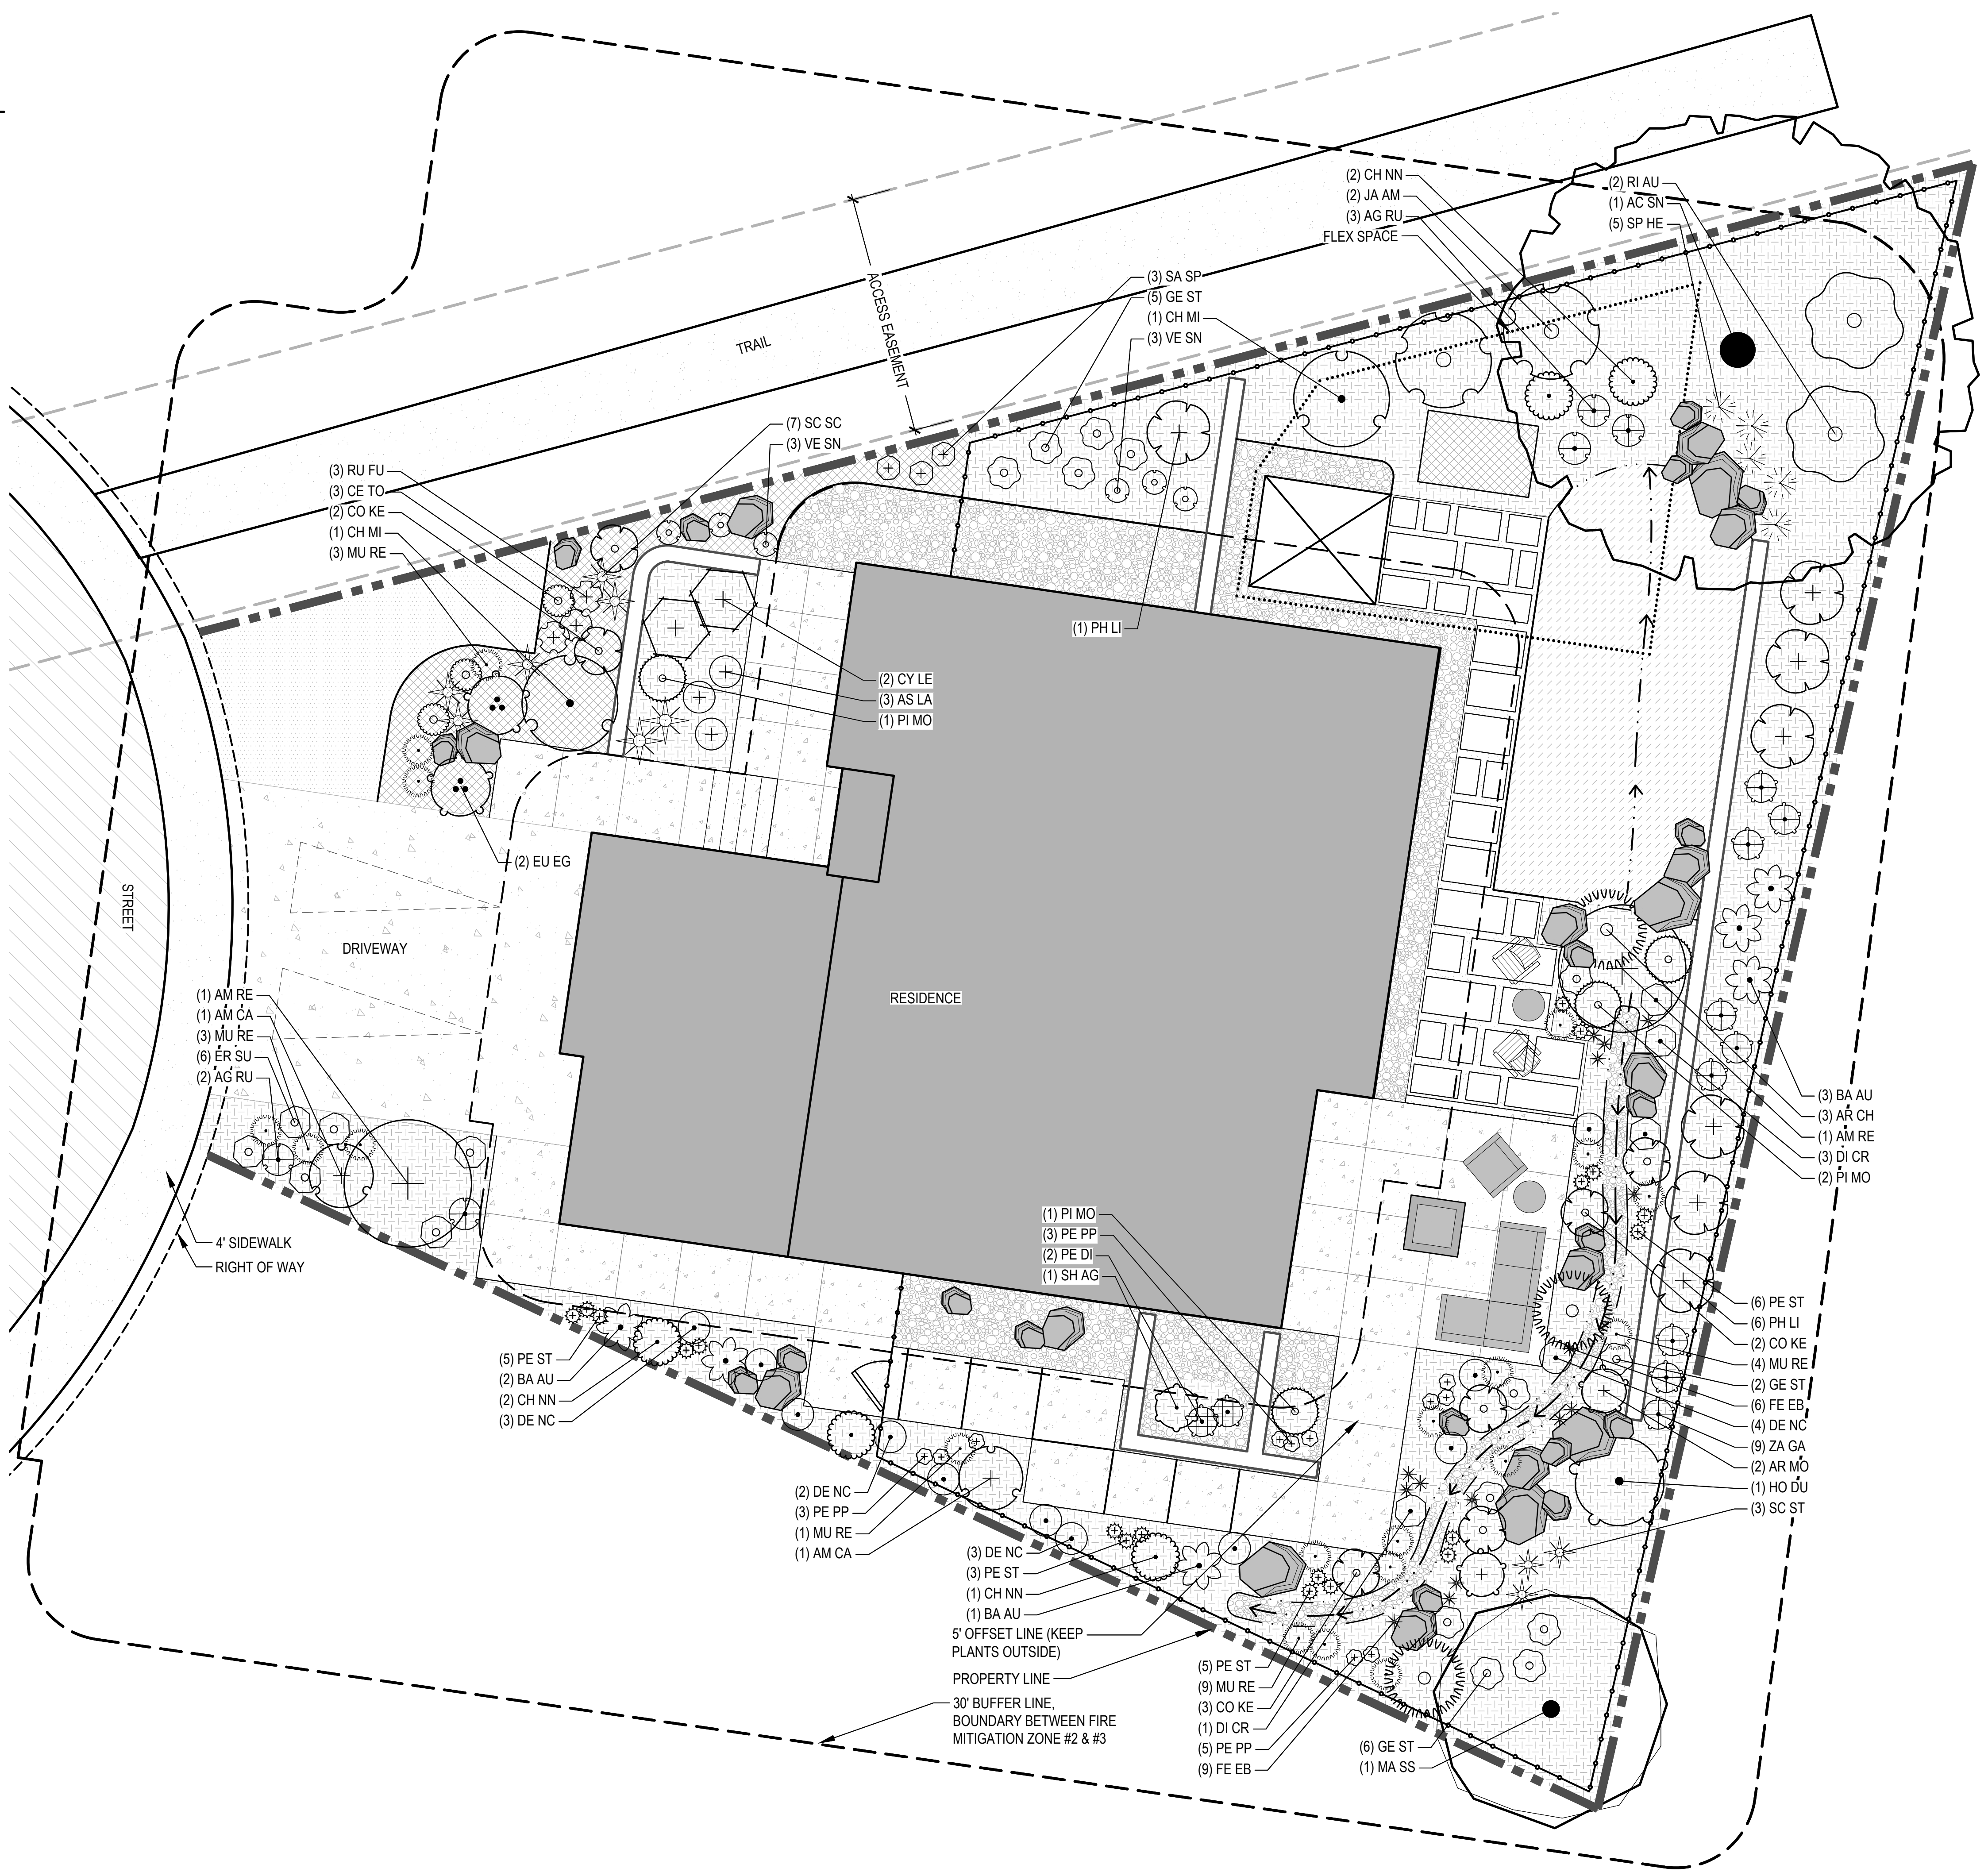 (2) CH NN
(2) JA AM
(3) AG RU
FLEX SPACE
(2) RI AU
(1) AC SN
(5) SP HE
(3) SA SP
(5) GE ST
(1) CH MI
(3) VE SN
ACCESS EASEMENT
TRAIL
(7) SC SC
(3) VE SN
(3) RU FU
(3) CE TO
(2) CO KE
(1) CH MI
(3) MU RE
(1) PH LI
(2) CY LE
(3) AS LA
(1) PI MO
(2) EU EG
STREET
DRIVEWAY
RESIDENCE
(1) AM RE
(1) AM CA
(3) MU RE
(6) ER SU
(2) AG RU
4' SIDEWALK
RIGHT OF WAY
(3) BA AU
(3) AR CH
(1) AM RE
(3) DI CR
(2) PI MO
(1) PI MO
(3) PE PP
(2) PE DI
(1) SH AG
(6) PE ST
(6) PH LI
(2) CO KE
(4) MU RE
(2) GE ST
(6) FE EB
(4) DE NC
(9) ZA GA
(2) AR MO
(1) HO DU
(3) SC ST
(5) PE ST
(2) BA AU
(2) CH NN
(3) DE NC
(2) DE NC
(3) PE PP
(1) MU RE
(1) AM CA
(3) DE NC
(3) PE ST
(1) CH NN
(1) BA AU
5' OFFSET LINE (KEEP
PLANTS OUTSIDE)
PROPERTY LINE
30' BUFFER LINE,
BOUNDARY BETWEEN FIRE
MITIGATION ZONE #2 & #3
(5) PE ST
(9) MU RE
(3) CO KE
(1) DI CR
(5) PE PP
(9) FE EB
(6) GE ST
(1) MA SS